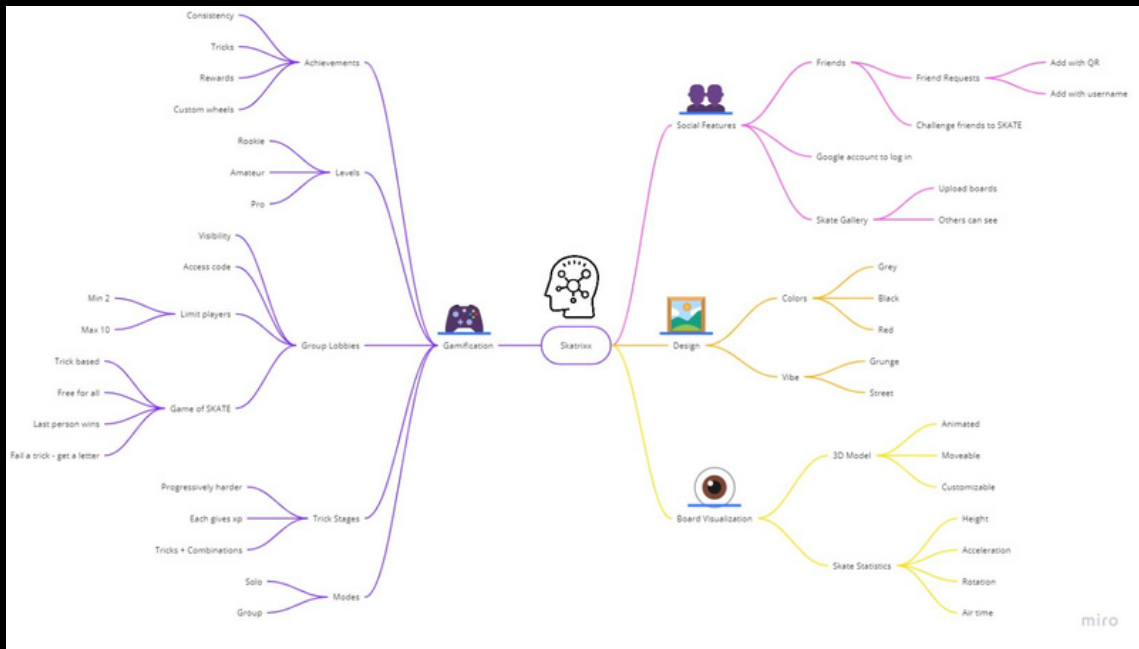 Consistency
Tricks
Rewards
Custom wheels
Achievements
Rookie
Amateur
Pro
Levels
Visibility
Access code
Min 2
Max 10
Limit players
Trick based
Free for all
Last person wins
Fail a trick - get a letter
Game of SKATE
Group Lobbies
Progressively harder
Each gives xp
Tricks + Combinations
Trick Stages
Solo
Group
Modes
Gamification
Skatrixx
Social Features
Friends
Friend Requests
Add with QR
Add with username
Challenge friends to SKATE
Google account to log in
Skate Gallery
Upload boards
Others can see
Design
Colors
Grey
Black
Red
Vibe
Grunge
Street
Board Visualization
3D Model
Animated
Moveable
Customizable
Skate Statistics
Height
Acceleration
Rotation
Air time
miro